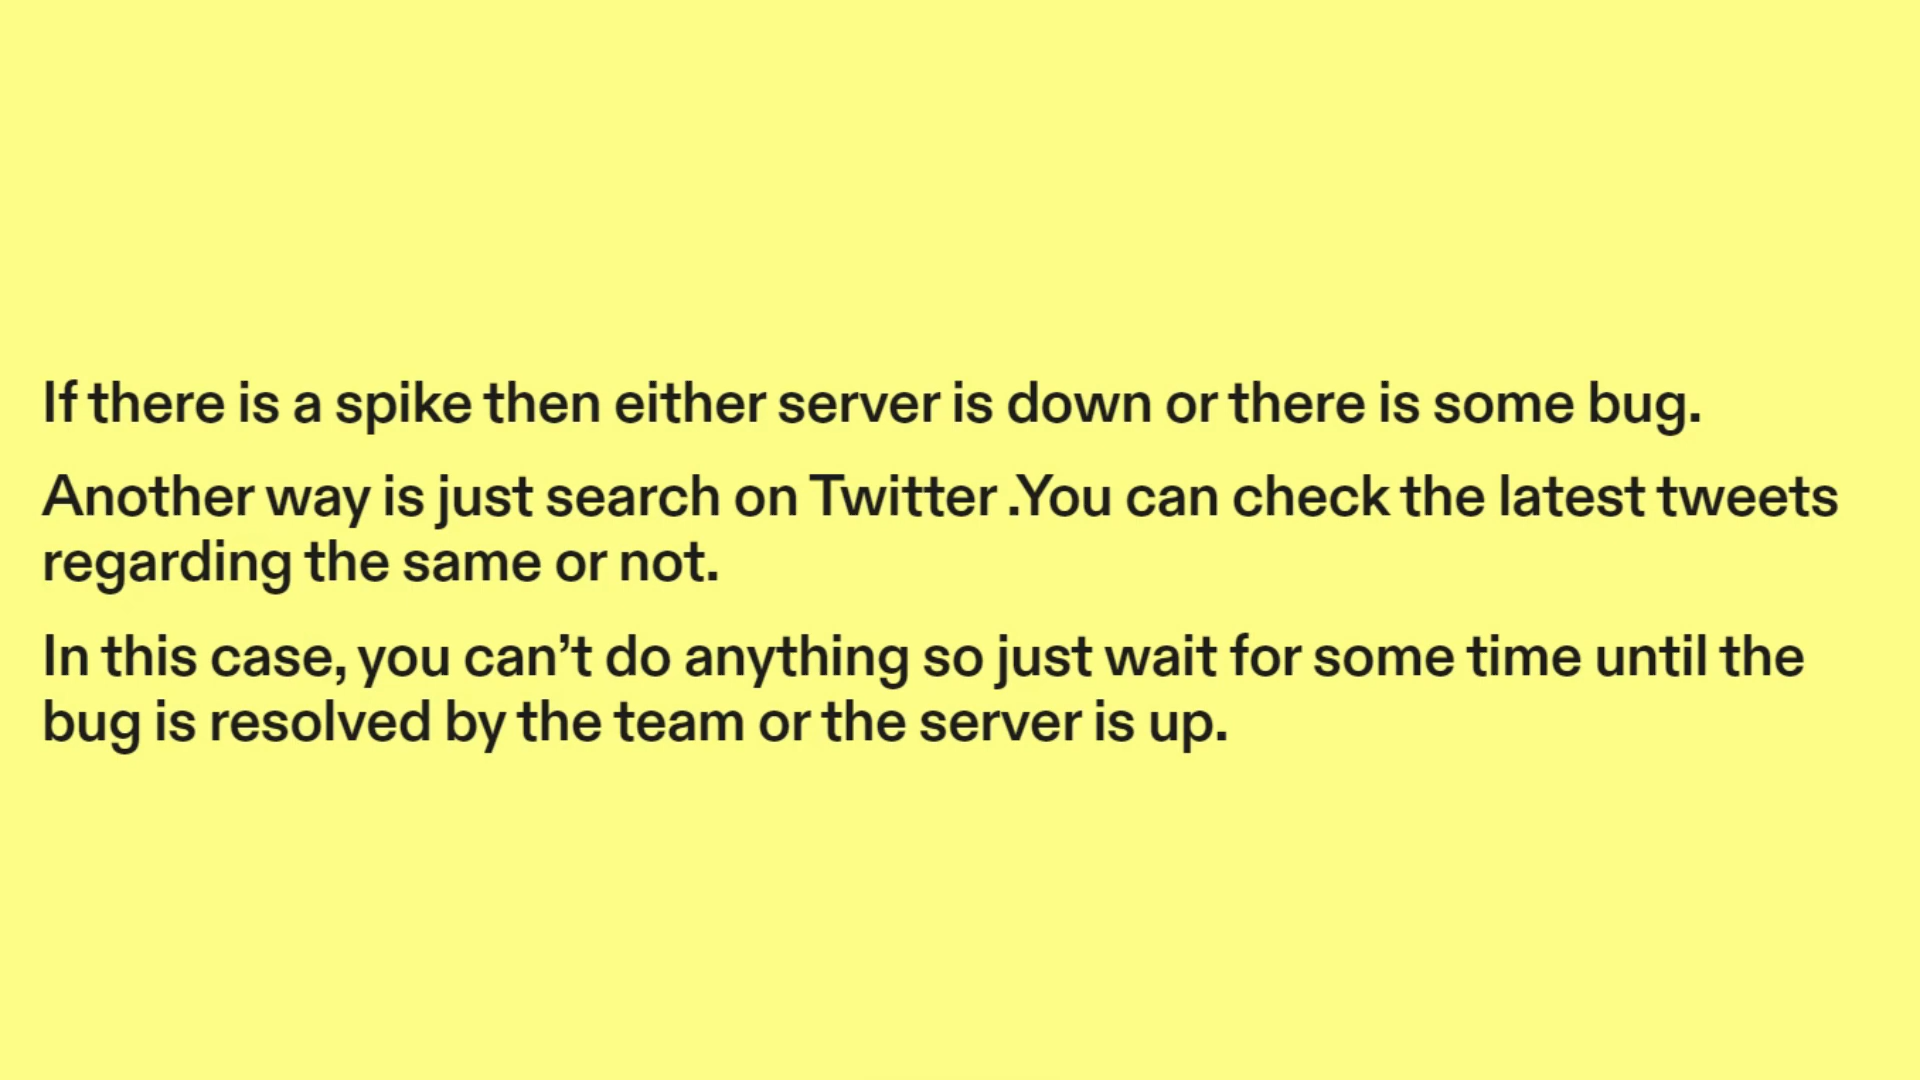 If there is a spike then either server is down or there is some bug.
Another way is just search on Twitter .You can check the latest tweets
regarding the same or not.
In this case, you can’t do anything so just wait for some time until the
bug is resolved by the team or the server is up.